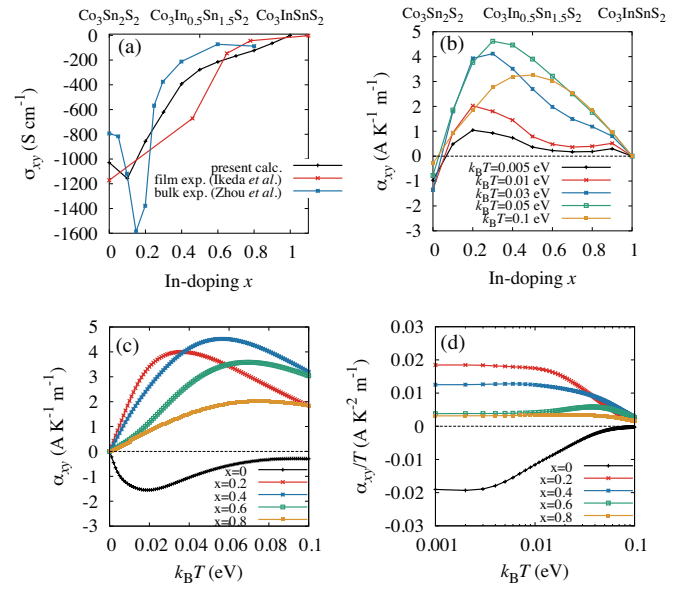 Co₃Sn₂S₂ Co₃In₀.₅Sn₁.₅S₂ Co₃InSnS₂
(a)
0
-200
-400
-600
-800
-1000
-1200
-1400
-1600
σxy (S cm⁻¹)
present calc.
film exp. (Ikeda et al.)
bulk exp. (Zhou et al.)
0 0.2 0.4 0.6 0.8 1
In-doping x
Co₃Sn₂S₂ Co₃In₀.₅Sn₁.₅S₂ Co₃InSnS₂
(b)
5
4
3
2
1
0
-1
-2
-3
αxy (A K⁻¹ m⁻¹)
kBT=0.005 eV
kBT=0.01 eV
kBT=0.03 eV
kBT=0.05 eV
kBT=0.1 eV
0 0.2 0.4 0.6 0.8 1
In-doping x
(c)
5
4
3
2
1
0
-1
-2
-3
αxy (A K⁻¹ m⁻¹)
x=0
x=0.2
x=0.4
x=0.6
x=0.8
0 0.02 0.04 0.06 0.08 0.1
kBT (eV)
(d)
0.03
0.02
0.01
0
-0.01
-0.02
-0.03
αxy/T (A K⁻² m⁻¹)
x=0
x=0.2
x=0.4
x=0.6
x=0.8
0.001 0.01 0.1
kBT (eV)